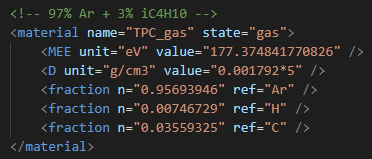 <!-- 97% Ar + 3% iC4H10 -->
<material name="TPC_gas" state="gas">
<MEE unit="eV" value="177.374841770826" />
<D unit="g/cm3" value="0.001792*5" />
<fraction n="0.95693946" ref="Ar" />
<fraction n="0.00746729" ref="H" />
<fraction n="0.03559325" ref="C" />
</material>